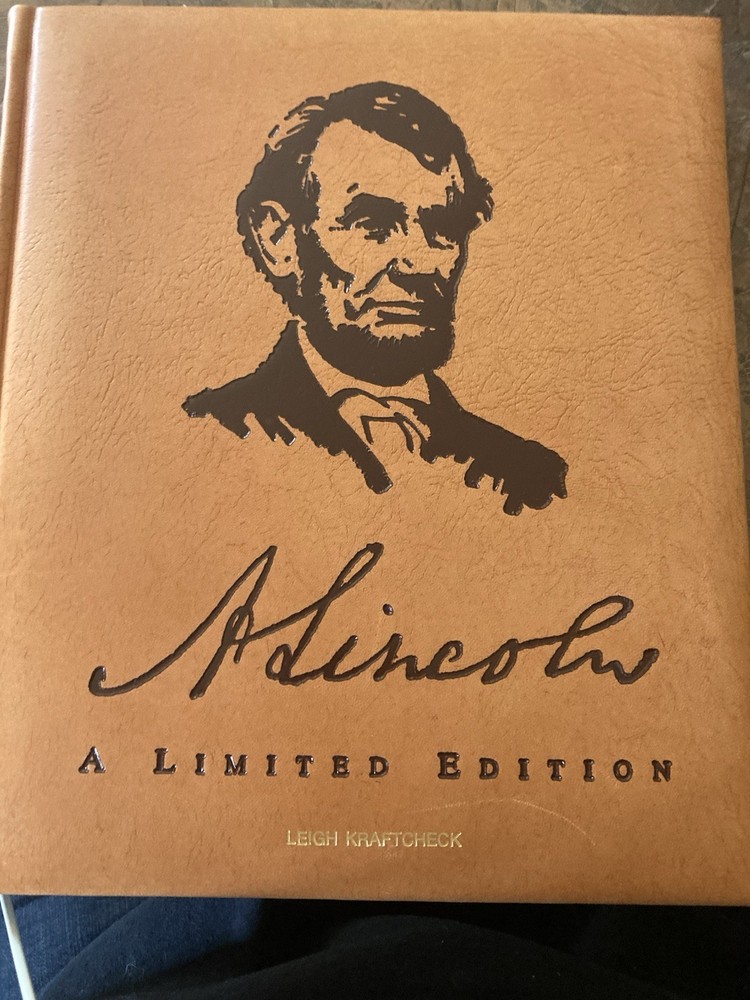 A Lincoln
A LIMITED EDITION
LEIGH KRAFTCHECK